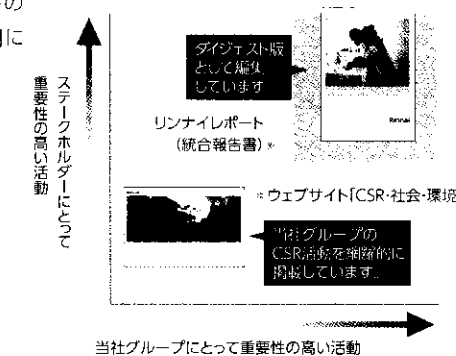 の
に
ダイジェスト版
として編集
しています
リンナイレポート
（統合報告書）※
Rinnai
※ウェブサイト「CSR・社会・環境
当社グループの
CSR活動を網羅的に
掲載しています。
ステークホルダーにとって
重要性の高い活動
当社グループにとって重要性の高い活動